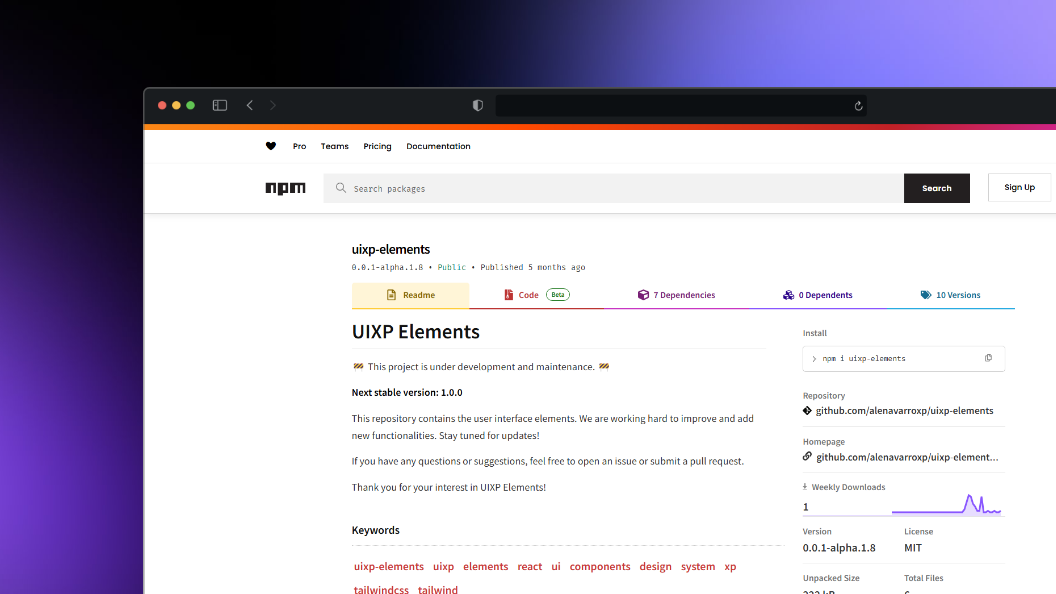 Pro Teams Pricing Documentation
npm Search packages Search Sign Up
uixp-elements
0.0.1-alpha.1.8 • Public • Published 5 months ago
Readme Code Beta 7 Dependencies 0 Dependents 10 Versions
UIXP Elements
This project is under development and maintenance.
Next stable version: 1.0.0
This repository contains the user interface elements. We are working hard to improve and add
new functionalities. Stay tuned for updates!
If you have any questions or suggestions, feel free to open an issue or submit a pull request.
Thank you for your interest in UIXP Elements!
Keywords
uixp-elements uixp elements react ui components design system xp
tailwindcss tailwind
Install
npm i uixp-elements
Repository
github.com/alenavarroxp/uixp-elements
Homepage
github.com/alenavarroxp/uixp-element...
Weekly Downloads
1
Version License
0.0.1-alpha.1.8 MIT
Unpacked Size Total Files